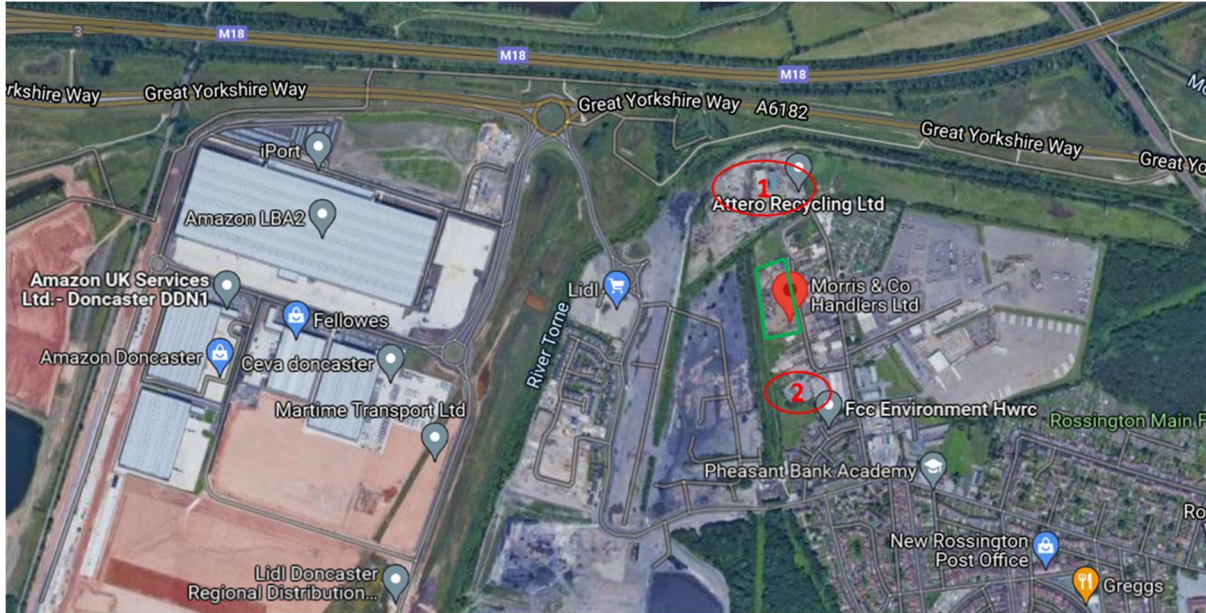 3
M18
M18
M18
rkshire Way
Great Yorkshire Way
Great Yorkshire Way
A6182
Great Yorkshire Way
Great Yo
iPort
Amazon LBA2
1
Attero Recycling Ltd
Amazon UK Services
Ltd.- Doncaster DDN1
Fellowes
Lidl
Morris & Co
Handlers Ltd
River Torne
Amazon Doncaster
Ceva doncaster
2
Martime Transport Ltd
Fcc Environment Hwrc
Rossington Main F
Pheasant Bank Academy
Ro
New Rossington
Post Office
Lidl Doncaster
Regional Distribution...
Greggs